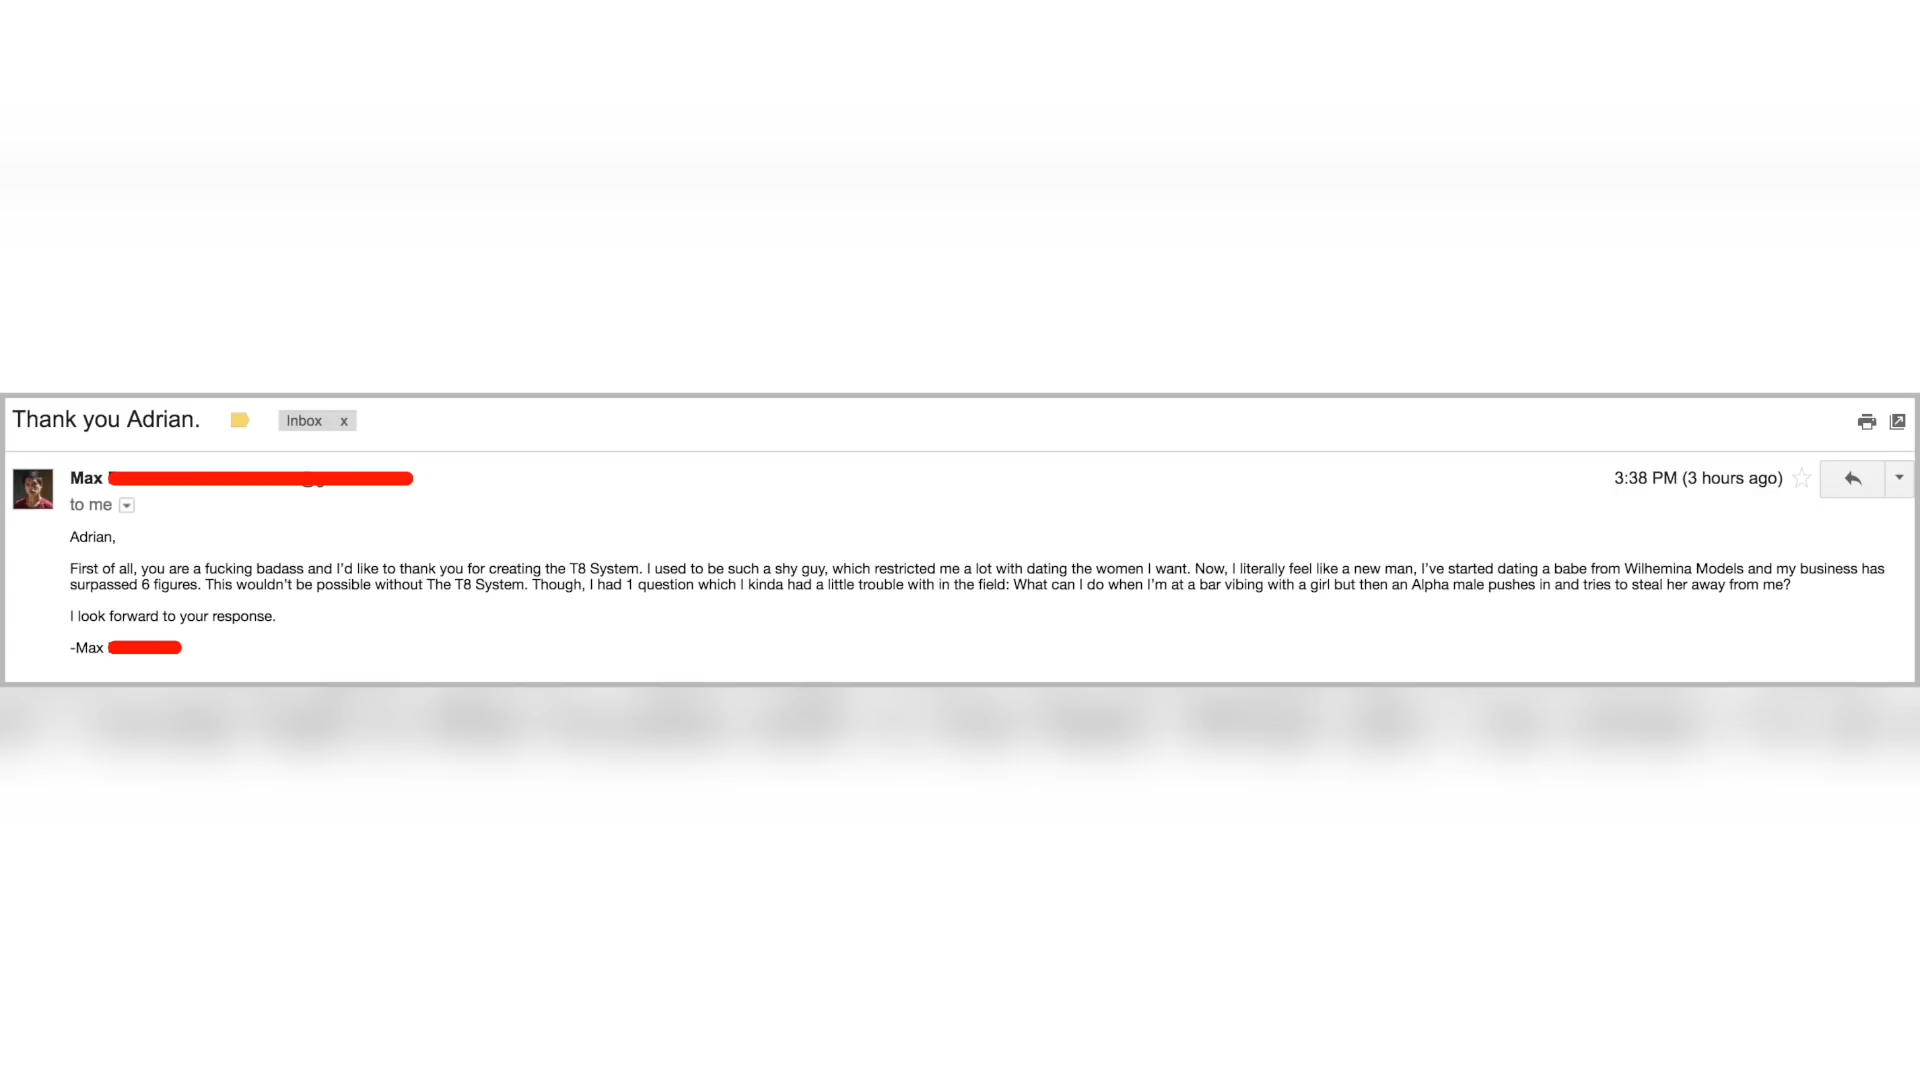 Thank you Adrian. Inbox x
Max
3:38 PM (3 hours ago)
to me
Adrian,
First of all, you are a fucking badass and I'd like to thank you for creating the T8 System. I used to be such a shy guy, which restricted me a lot with dating the women I want. Now, I literally feel like a new man, I've started dating a babe from Wilhemina Models and my business has
surpassed 6 figures. This wouldn't be possible without The T8 System. Though, I had 1 question which I kinda had a little trouble with in the field: What can I do when I'm at a bar vibing with a girl but then an Alpha male pushes in and tries to steal her away from me?
I look forward to your response.
-Max